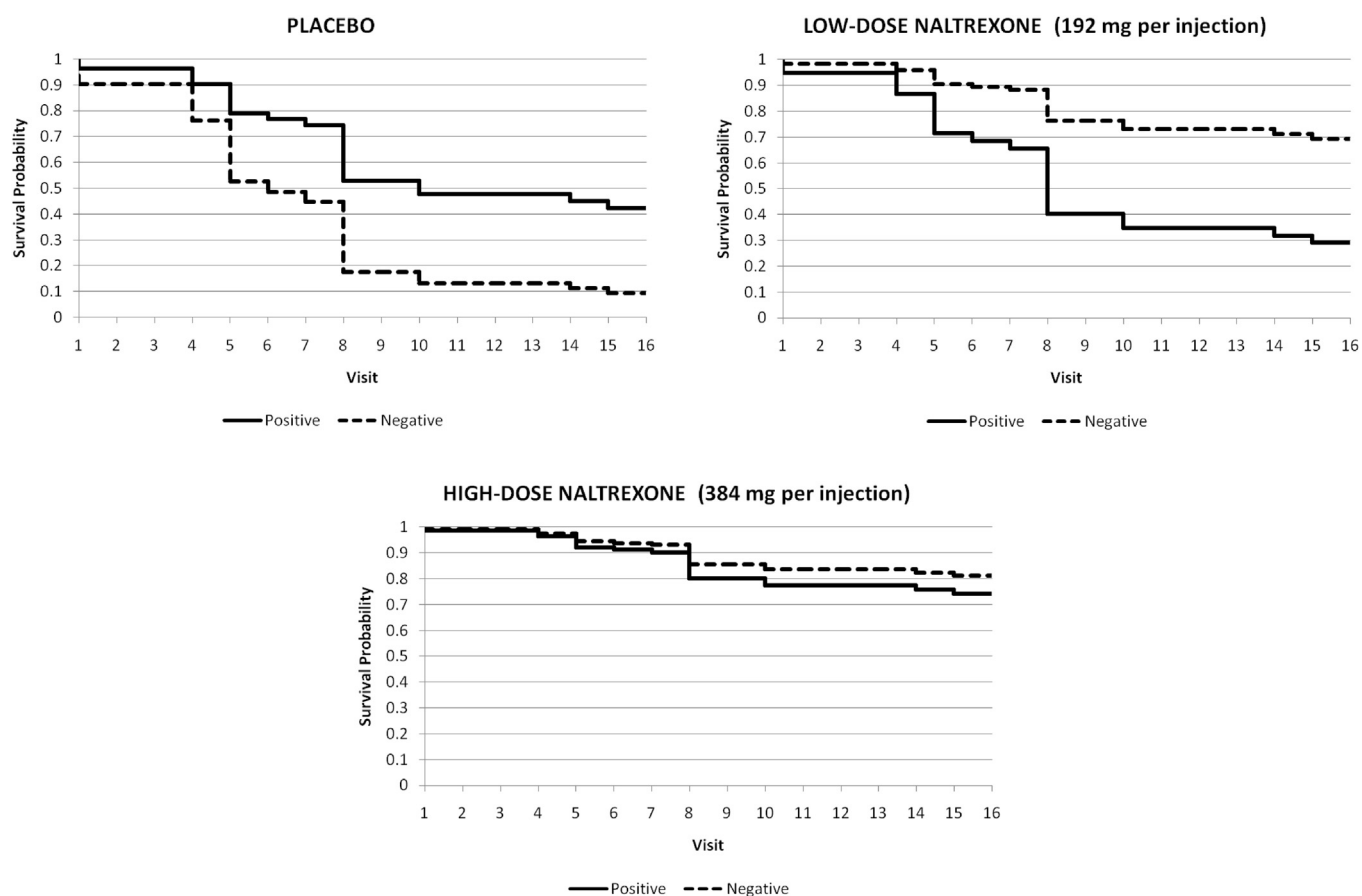 PLACEBO
1
0.9
0.8
0.7
0.6
0.5
0.4
0.3
0.2
0.1
0
Survival Probability
1 2 3 4 5 6 7 8 9 10 11 12 13 14 15 16
Visit
Positive Negative
LOW-DOSE NALTREXONE (192 mg per injection)
1
0.9
0.8
0.7
0.6
0.5
0.4
0.3
0.2
0.1
0
Survival Probability
1 2 3 4 5 6 7 8 9 10 11 12 13 14 15 16
Visit
Positive Negative
HIGH-DOSE NALTREXONE (384 mg per injection)
1
0.9
0.8
0.7
0.6
0.5
0.4
0.3
0.2
0.1
0
Survival Probability
1 2 3 4 5 6 7 8 9 10 11 12 13 14 15 16
Visit
Positive Negative